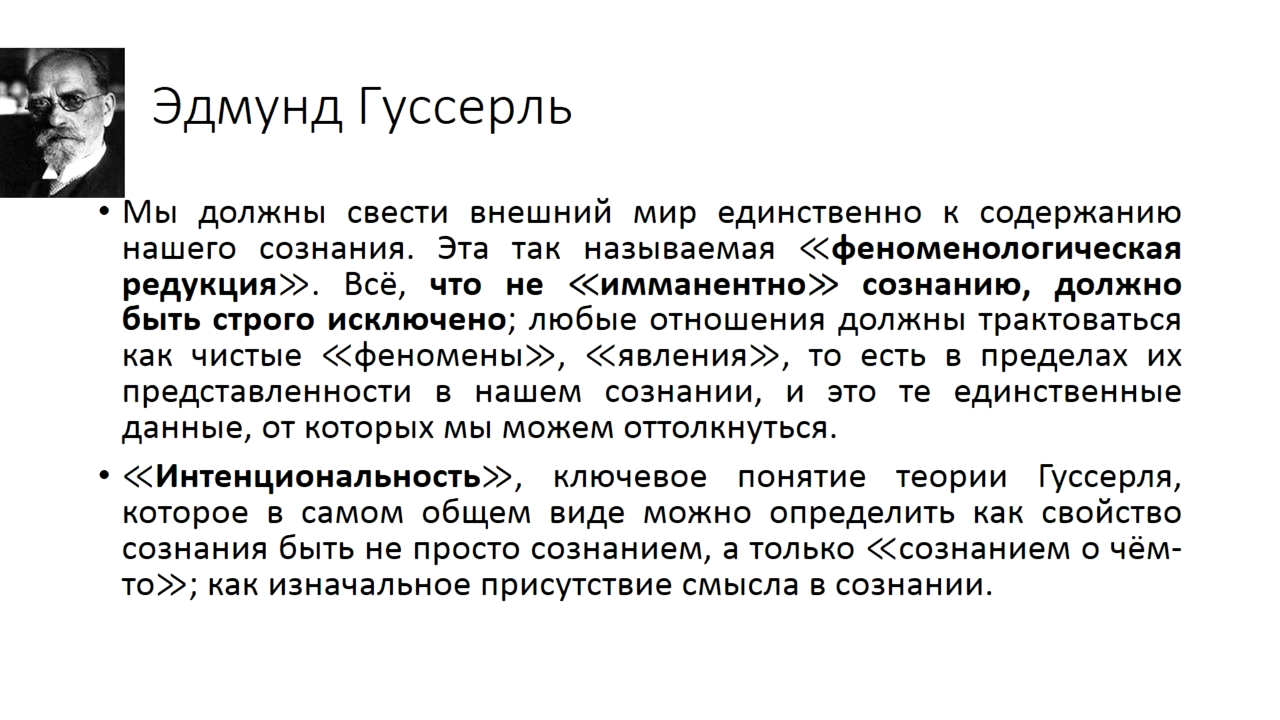 Эдмунд Гуссерль
• Мы должны свести внешний мир единственно к содержанию
нашего сознания. Эта так называемая «феноменологическая
редукция». Всё, что не «имманентно» сознанию, должно
быть строго исключено; любые отношения должны трактоваться
как чистые «феномены», «явления», то есть в пределах их
представленности в нашем сознании, и это те единственные
данные, от которых мы можем оттолкнуться.
• «Интенциональность», ключевое понятие теории Гуссерля,
которое в самом общем виде можно определить как свойство
сознания быть не просто сознанием, а только «сознанием о чём-
то»; как изначальное присутствие смысла в сознании.